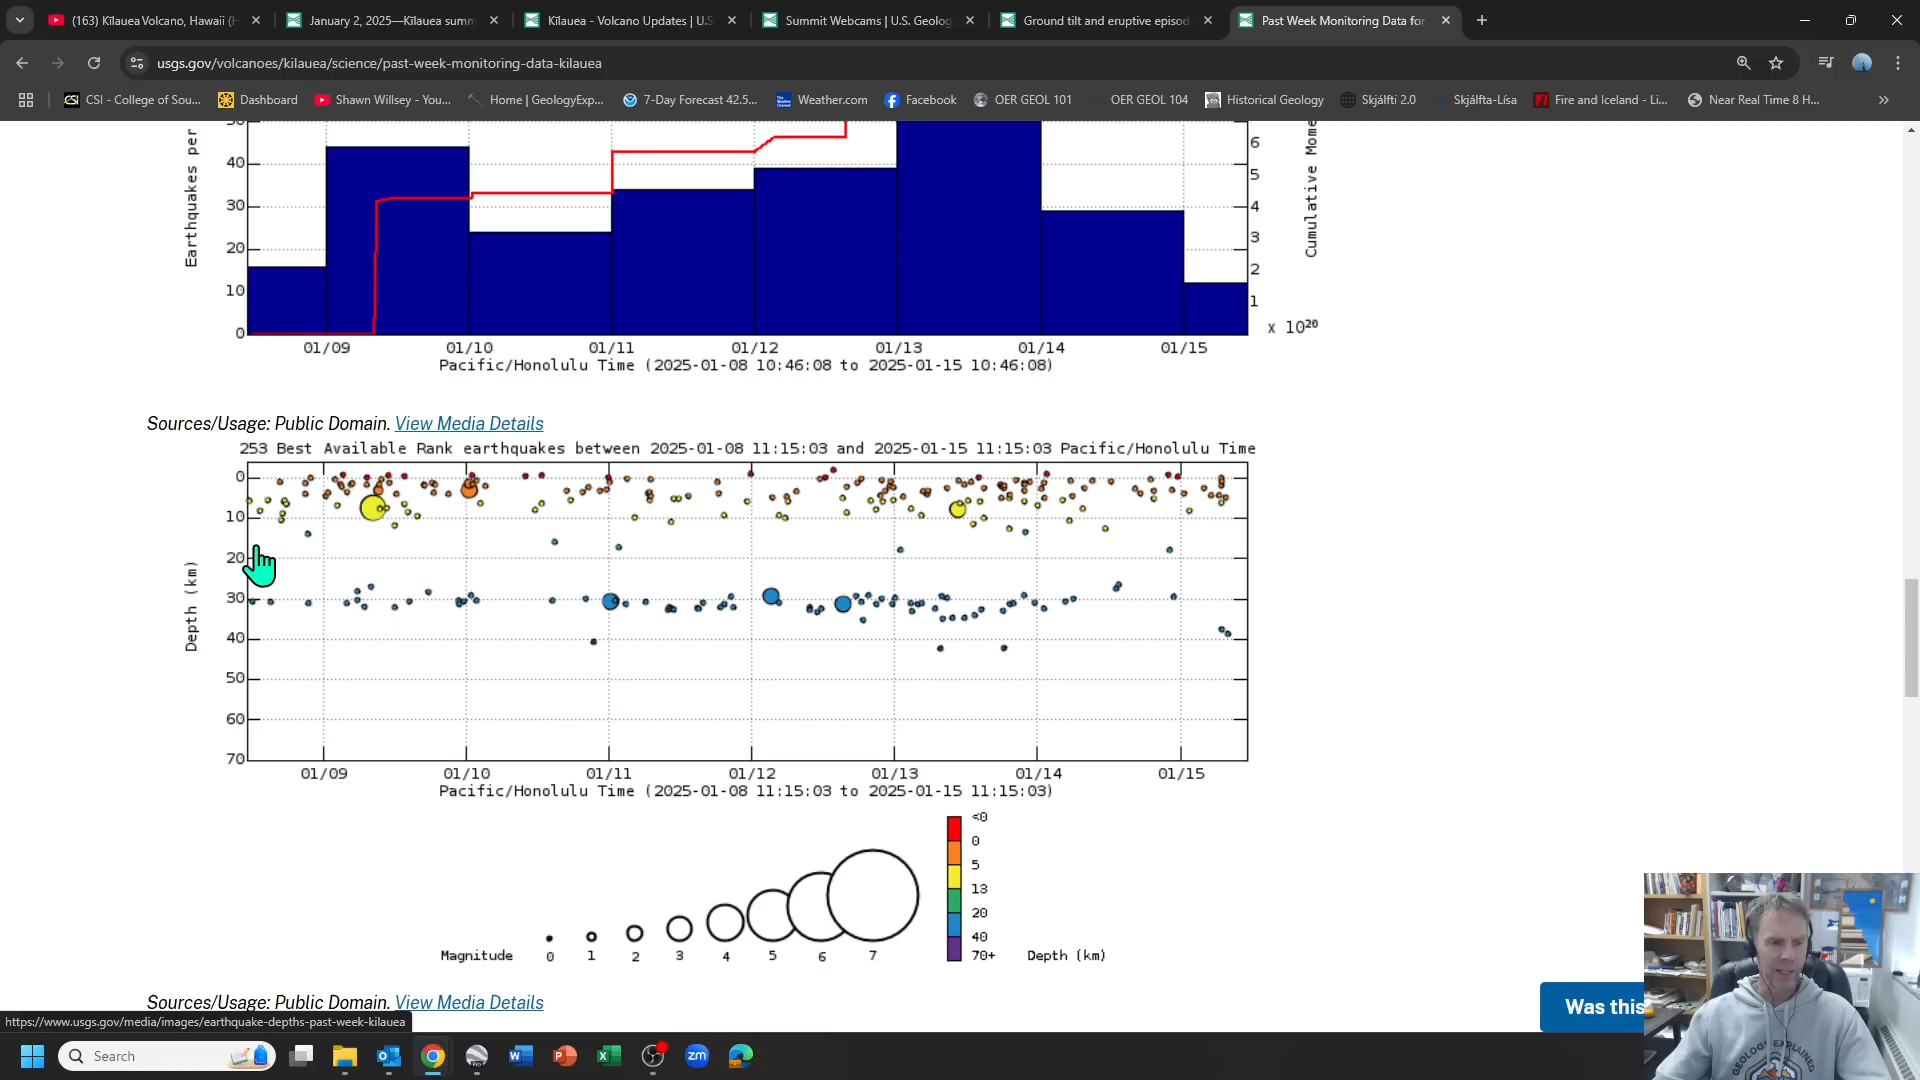 (163) Kīlauea Volcano, Hawaii (H
January 2, 2025—Kīlauea summ
Kīlauea - Volcano Updates | U.S
Summit Webcams | U.S. Geolog
Ground tilt and eruptive episod
Past Week Monitoring Data for
usgs.gov/volcanoes/kilauea/science/past-week-monitoring-data-kilauea
CSI - College of Sou...
Dashboard
Shawn Willsey - You...
Home | GeologyExp...
7-Day Forecast 42.5...
Weather.com
Facebook
OER GEOL 101
OER GEOL 104
Historical Geology
Skjálfti 2.0
Skjálfta-Lísa
Fire and Iceland - Li...
Near Real Time 8 H...
Earthquakes per
40
30
20
10
0
6
5
4
3
2
1
x 10²⁰
Cumulative Mome
01/09 01/10 01/11 01/12 01/13 01/14 01/15
Pacific/Honolulu Time (2025-01-08 10:46:08 to 2025-01-15 10:46:08)
Sources/Usage: Public Domain. View Media Details
253 Best Available Rank earthquakes between 2025-01-08 11:15:03 and 2025-01-15 11:15:03 Pacific/Honolulu Time
Depth (km)
0
10
20
30
40
50
60
70
01/09 01/10 01/11 01/12 01/13 01/14 01/15
Pacific/Honolulu Time (2025-01-08 11:15:03 to 2025-01-15 11:15:03)
<0
0
5
13
20
40
70+
Depth (km)
Magnitude 0 1 2 3 4 5 6 7
Sources/Usage: Public Domain. View Media Details
Was this
https://www.usgs.gov/media/images/earthquake-depths-past-week-kilauea
Search
zm
GEOLOGY EXPLAINED